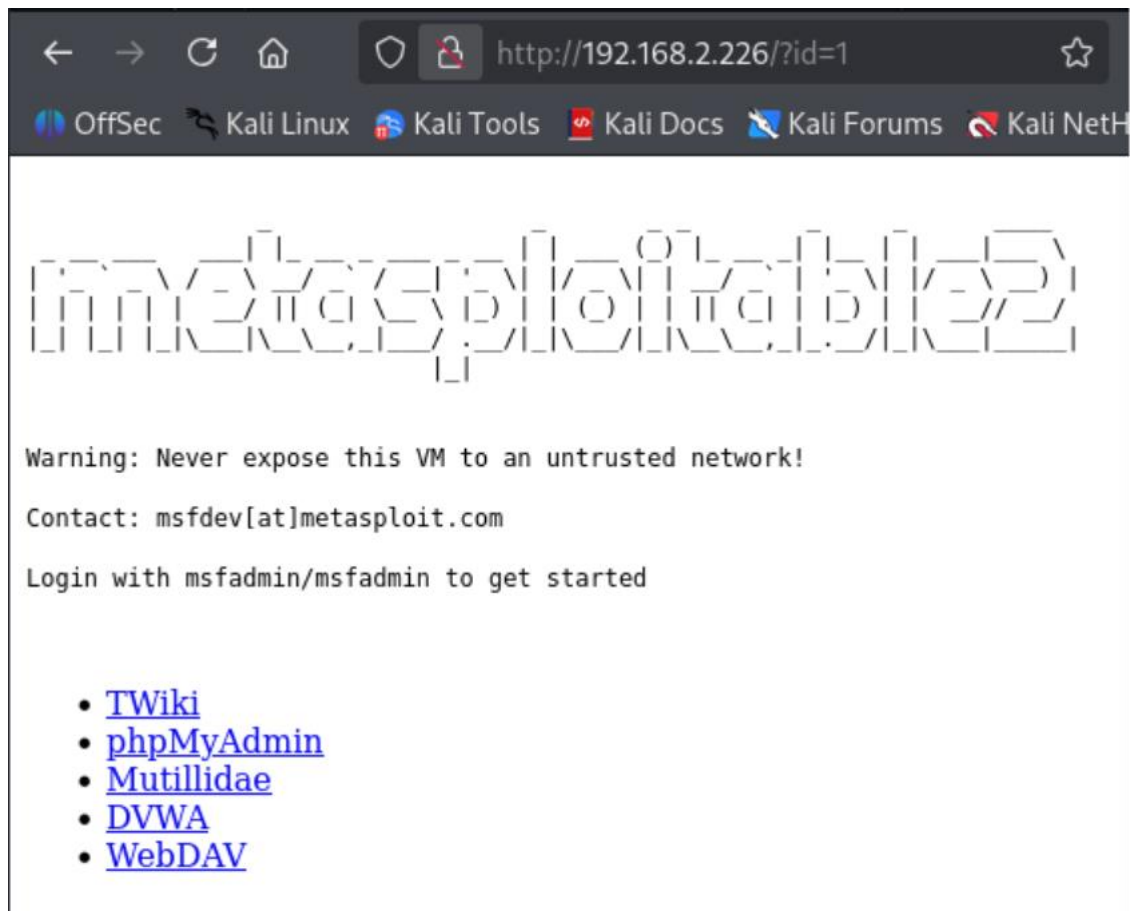 http://192.168.2.226/?id=1
OffSec Kali Linux Kali Tools Kali Docs Kali Forums Kali NetH
metasploitable2
Warning: Never expose this VM to an untrusted network!
Contact: msfdev[at]metasploit.com
Login with msfadmin/msfadmin to get started
• TWiki
• phpMyAdmin
• Mutillidae
• DVWA
• WebDAV